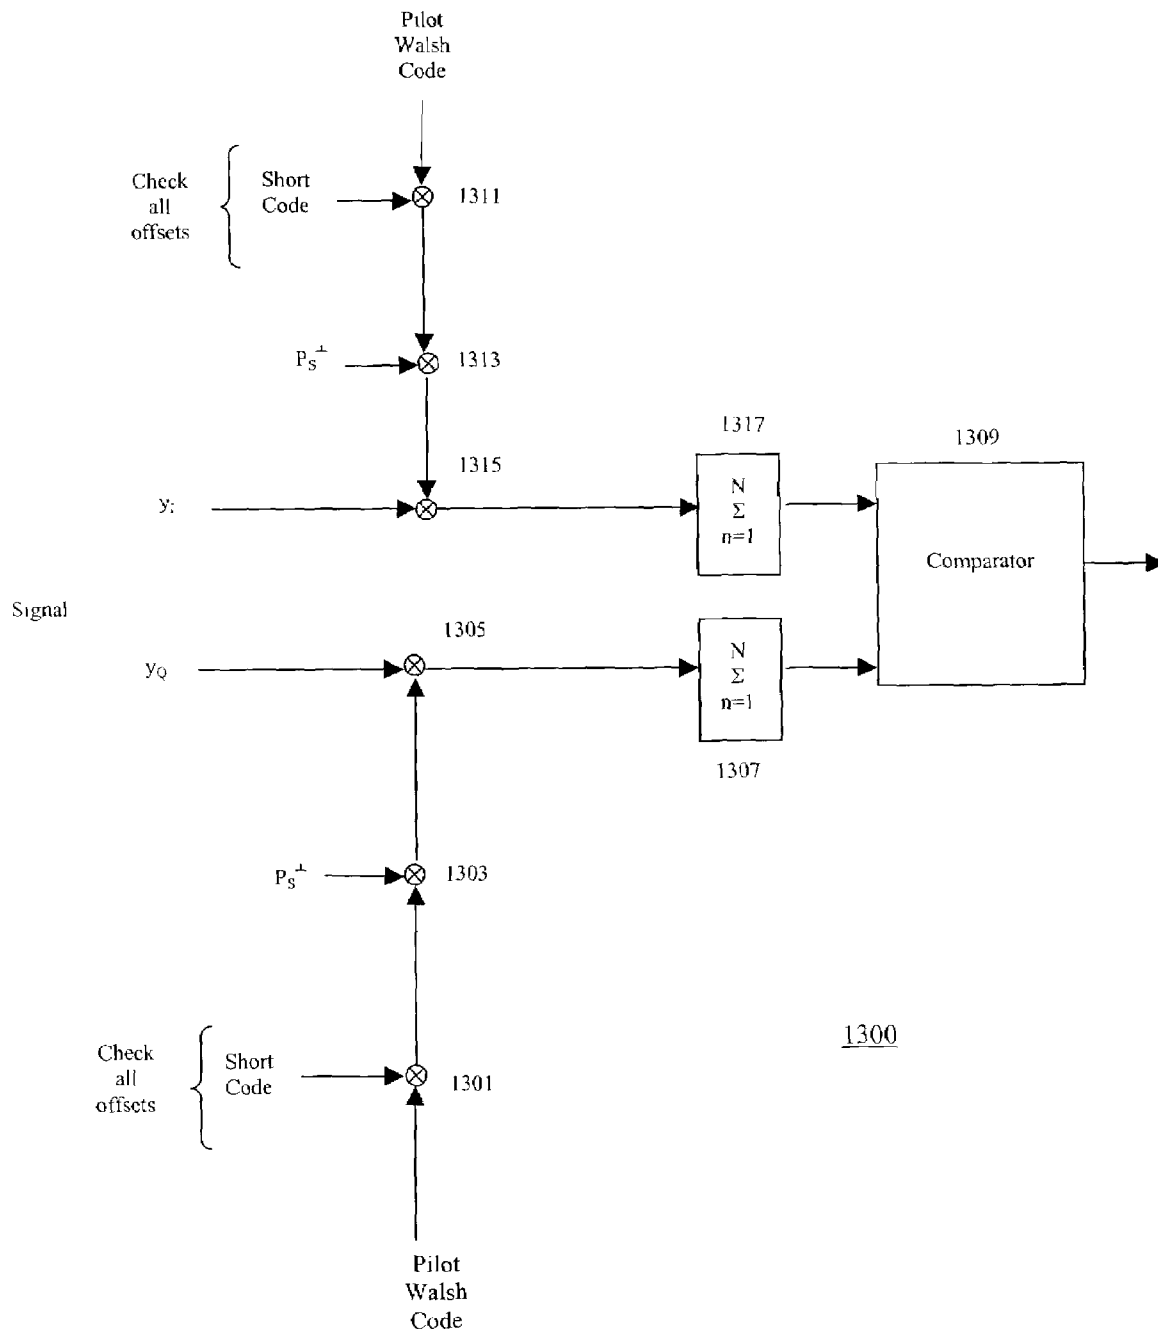 Pilot
Walsh
Code
Check
all
offsets
Short
Code
1311
P_S^⊥
1313
1315
1317
1309
y_i
N
Σ
n=1
Comparator
Signal
1305
y_Q
N
Σ
n=1
1307
P_S^⊥
1303
1300
Check
all
offsets
Short
Code
1301
Pilot
Walsh
Code